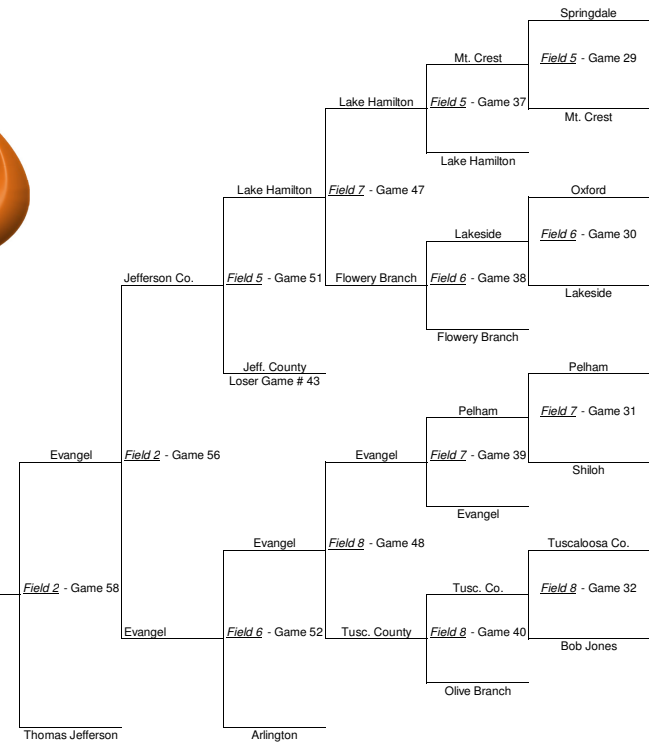 Springdale
Mt. Crest
Field 5 - Game 29
Lake Hamilton
Field 5 - Game 37
Mt. Crest
Lake Hamilton
Lake Hamilton
Field 7 - Game 47
Oxford
Lakeside
Field 6 - Game 30
Jefferson Co.
Field 5 - Game 51
Flowery Branch
Field 6 - Game 38
Lakeside
Flowery Branch
Jeff. County
Loser Game # 43
Pelham
Pelham
Field 7 - Game 31
Evangel
Field 2 - Game 56
Evangel
Field 7 - Game 39
Shiloh
Evangel
Evangel
Field 8 - Game 48
Tuscaloosa Co.
Field 2 - Game 58
Tusc. Co.
Field 8 - Game 32
Evangel
Field 6 - Game 52
Tusc. County
Field 8 - Game 40
Bob Jones
Olive Branch
Thomas Jefferson
Arlington